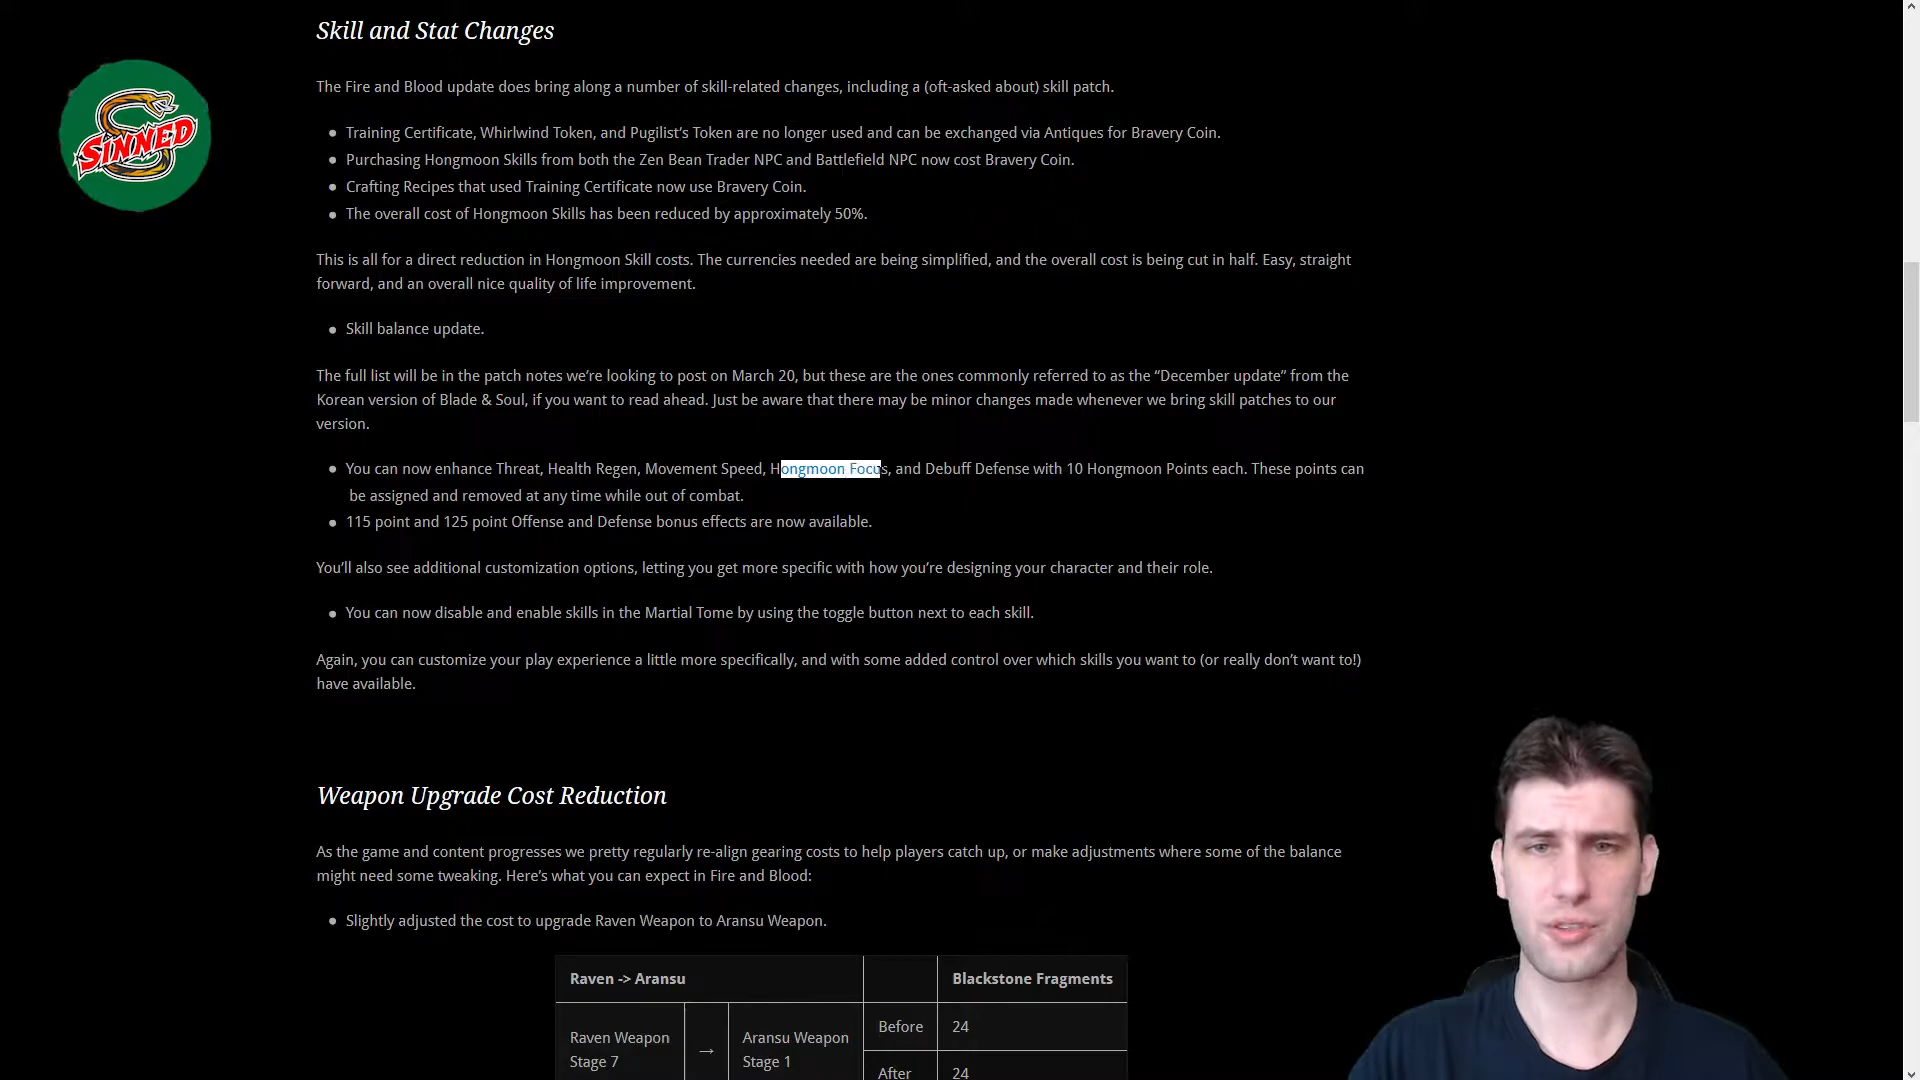 Skill and Stat Changes
SINNED
The Fire and Blood update does bring along a number of skill-related changes, including a (oft-asked about) skill patch.
Training Certificate, Whirlwind Token, and Pugilist's Token are no longer used and can be exchanged via Antiques for Bravery Coin.
Purchasing Hongmoon Skills from both the Zen Bean Trader NPC and Battlefield NPC now cost Bravery Coin.
Crafting Recipes that used Training Certificate now use Bravery Coin.
The overall cost of Hongmoon Skills has been reduced by approximately 50%.
This is all for a direct reduction in Hongmoon Skill costs. The currencies needed are being simplified, and the overall cost is being cut in half. Easy, straight
forward, and an overall nice quality of life improvement.
Skill balance update.
The full list will be in the patch notes we're looking to post on March 20, but these are the ones commonly referred to as the “December update” from the
Korean version of Blade & Soul, if you want to read ahead. Just be aware that there may be minor changes made whenever we bring skill patches to our
version.
You can now enhance Threat, Health Regen, Movement Speed, Hongmoon Focus, and Debuff Defense with 10 Hongmoon Points each. These points can
be assigned and removed at any time while out of combat.
115 point and 125 point Offense and Defense bonus effects are now available.
You'll also see additional customization options, letting you get more specific with how you're designing your character and their role.
You can now disable and enable skills in the Martial Tome by using the toggle button next to each skill.
Again, you can customize your play experience a little more specifically, and with some added control over which skills you want to (or really don't want to!)
have available.
Weapon Upgrade Cost Reduction
As the game and content progresses we pretty regularly re-align gearing costs to help players catch up, or make adjustments where some of the balance
might need some tweaking. Here's what you can expect in Fire and Blood:
Slightly adjusted the cost to upgrade Raven Weapon to Aransu Weapon.
Raven -> Aransu Blackstone Fragments
Raven Weapon
Stage 7
→
Aransu Weapon
Stage 1
Before 24
After 24